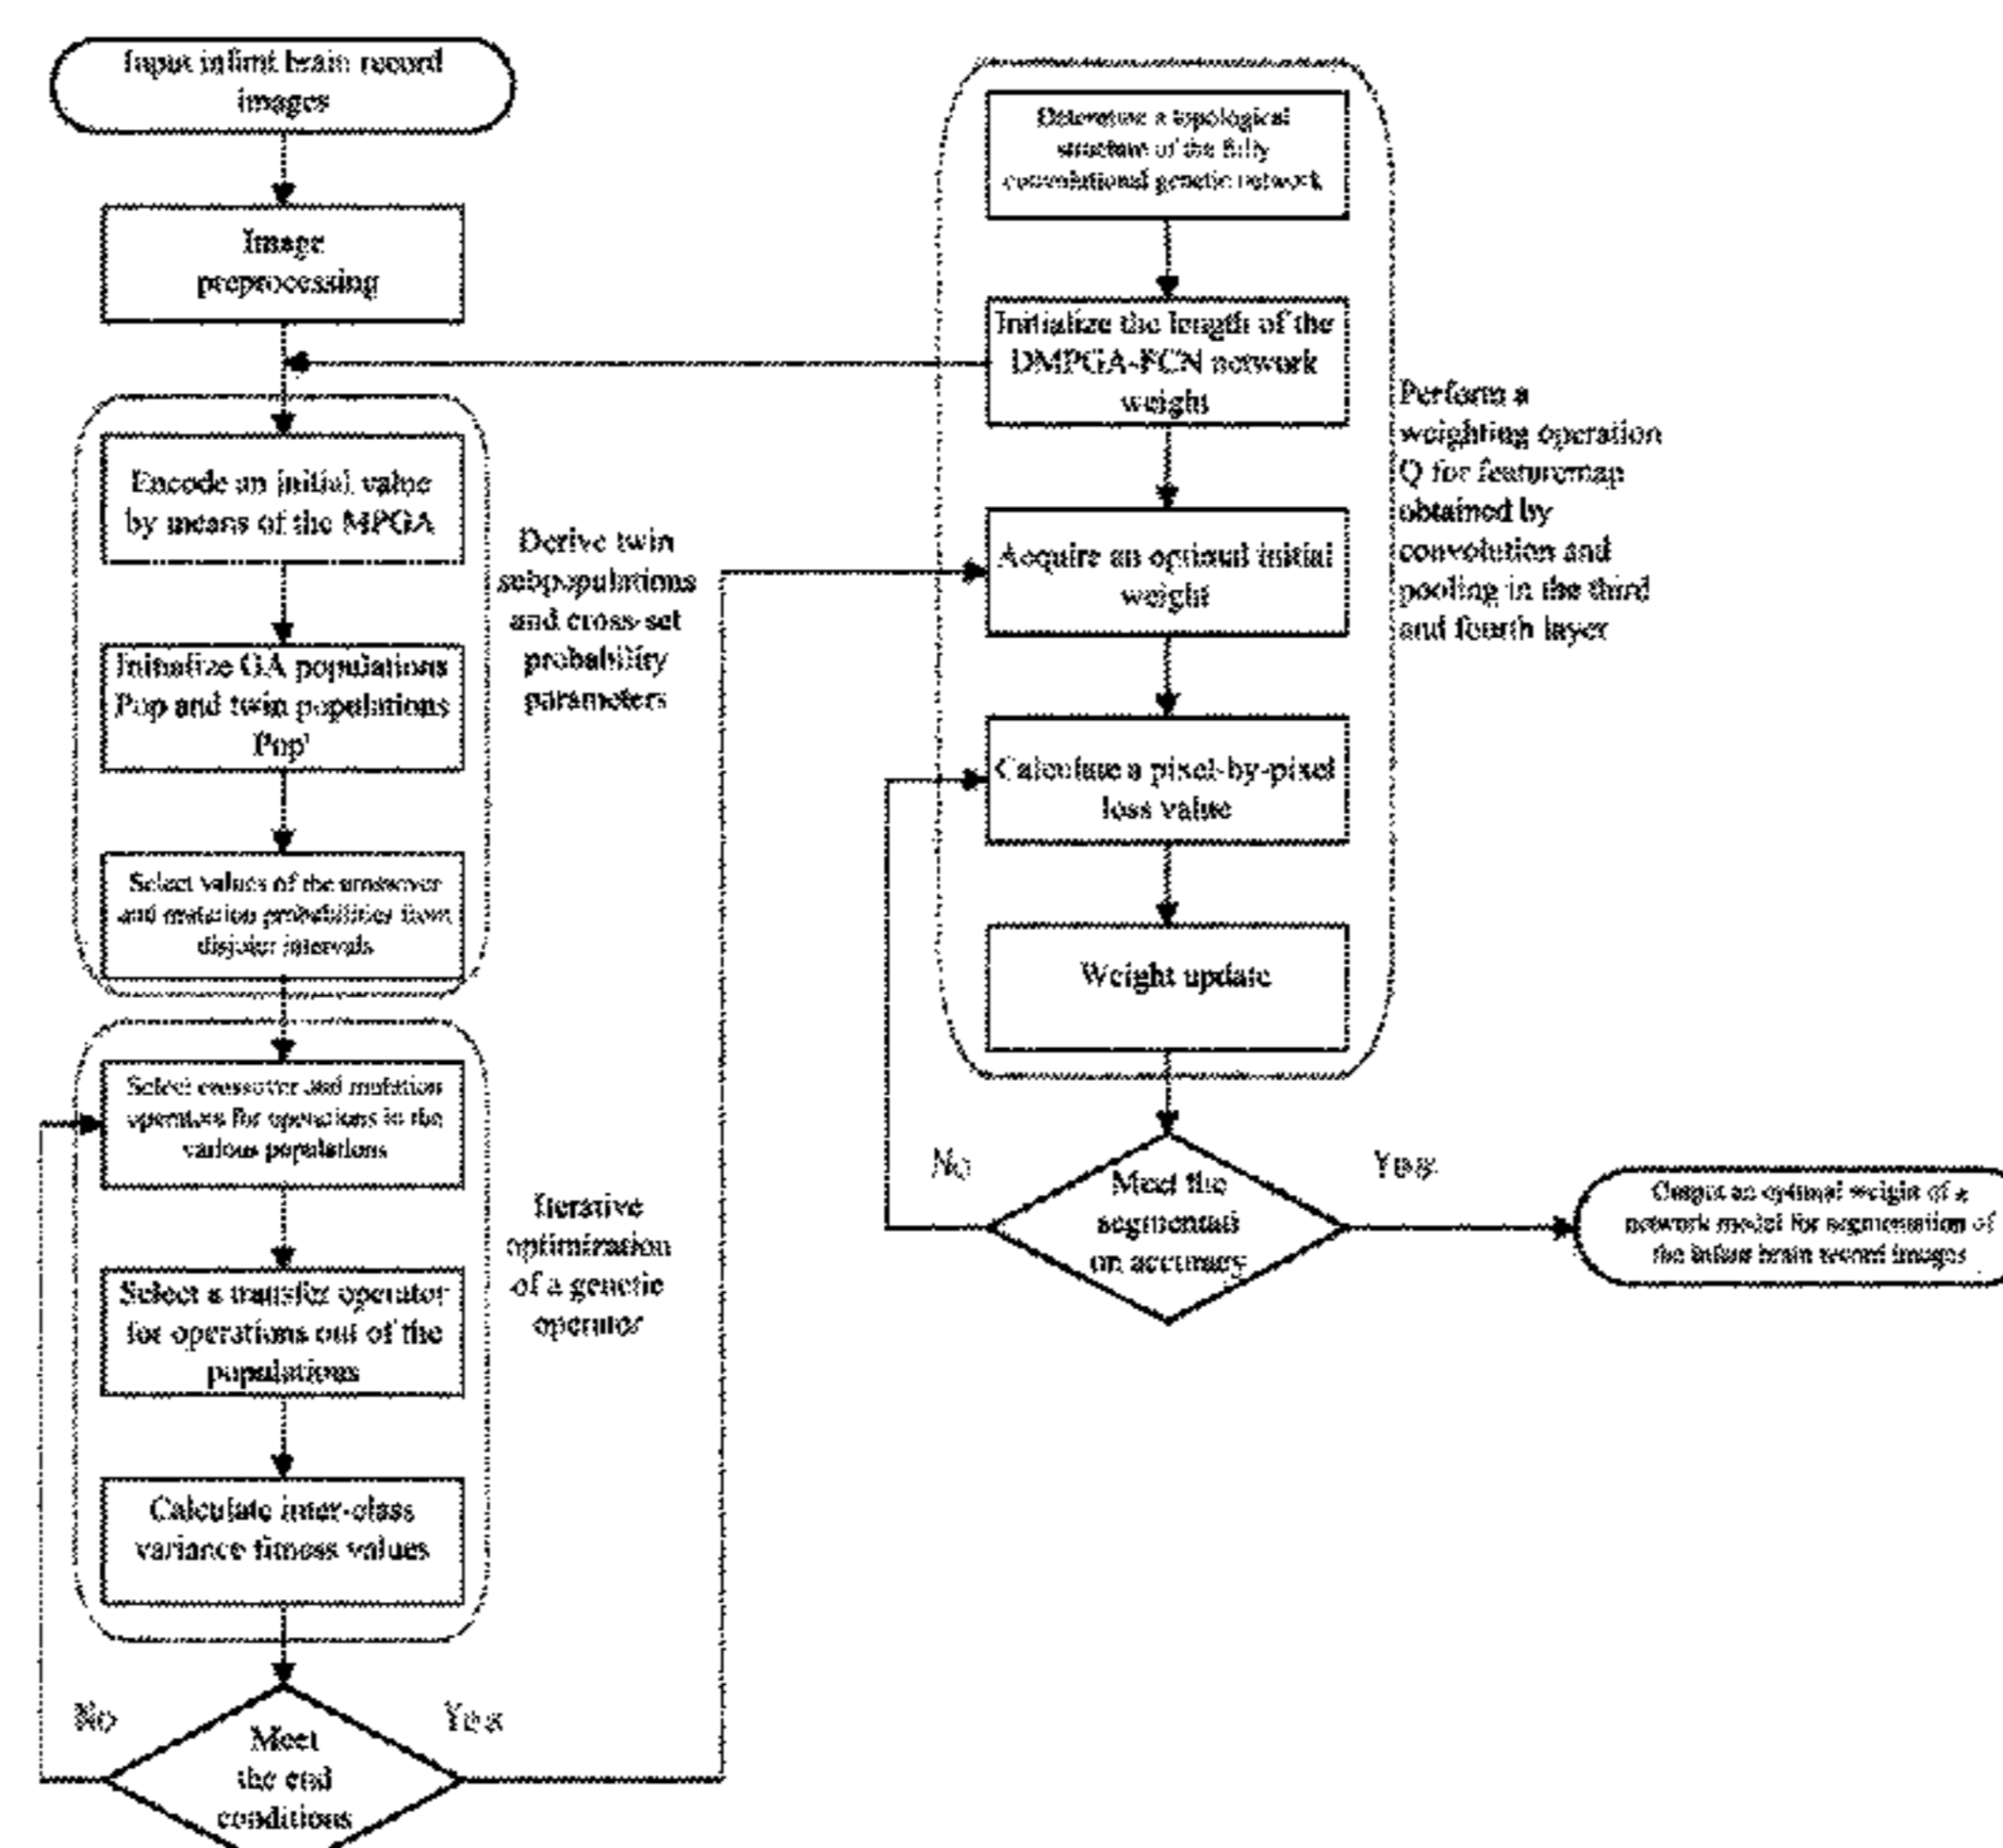 Input infant brain record
images
Image
preprocessing
Encode an initial value
by means of the MPGA
Initialize GA populations
Pop and twin populations
Pop'
Select values of the crossover
and mutation probabilities from
disjoint intervals
Derive twin
subpopulations
and cross-set
probability
parameters
Select crossover and mutation
operators for operations in the
various populations
Select a transfer operator
for operations out of the
populations
Calculate inter-class
variance fitness values
Iterative
optimization
of a genetic
operator
No
Yes
Meet
the end
conditions
Determine a topological
structure of the fully
convolutional genetic network
Initialize the length of the
DMPGA-FCN network
weight
Acquire an optimal initial
weight
Calculate a pixel-by-pixel
loss value
Weight update
Perform a
weighting operation
Q for featuremap
obtained by
convolution and
pooling in the third
and fourth layer
No
Yes
Meet the
segmentati
on accuracy
Output an optimal weight of a
network model for segmentation of
the infant brain record images